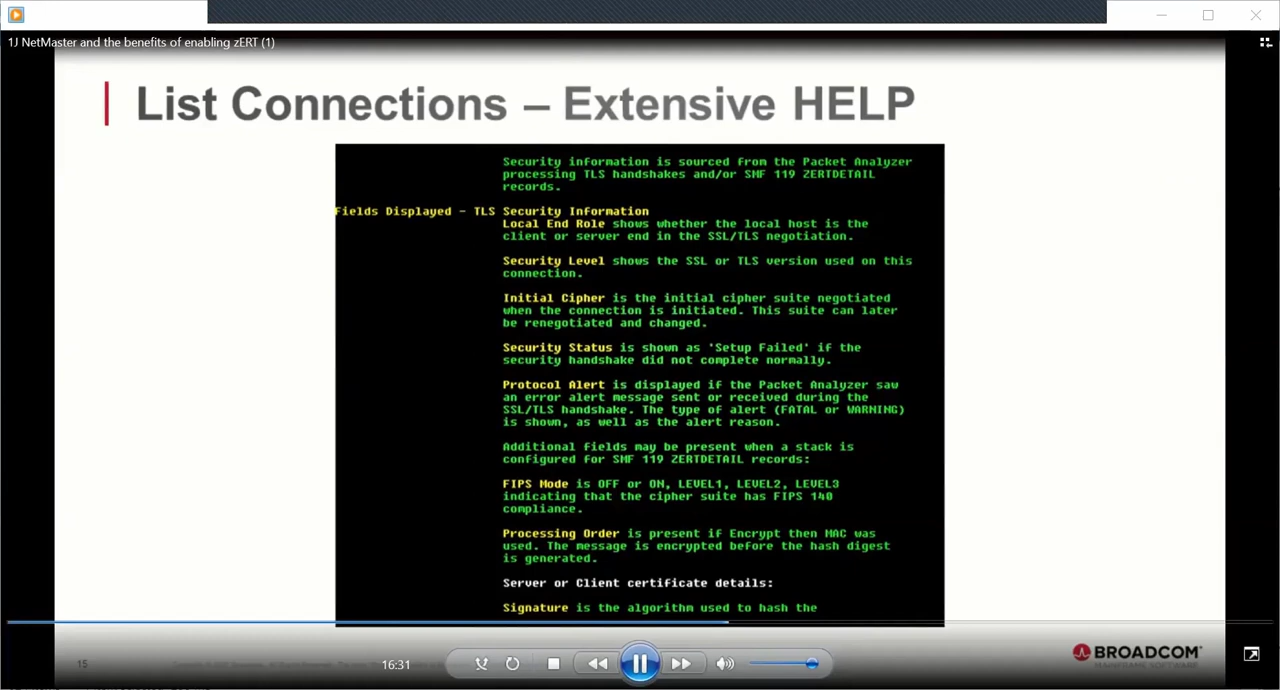 1J NetMaster and the benefits of enabling zERT (1)
List Connections – Extensive HELP
Security information is sourced from the Packet Analyzer
processing TLS handshakes and/or SMF 119 ZERTDETAIL
records.
Fields Displayed - TLS Security Information
Local End Role shows whether the local host is the
client or server end in the SSL/TLS negotiation.
Security Level shows the SSL or TLS version used on this
connection.
Initial Cipher is the initial cipher suite negotiated
when the connection is initiated. This suite can later
be renegotiated and changed.
Security Status is shown as 'Setup Failed' if the
security handshake did not complete normally.
Protocol Alert is displayed if the Packet Analyzer saw
an error alert message sent or received during the
SSL/TLS handshake. The type of alert (FATAL or WARNING)
is shown, as well as the alert reason.
Additional fields may be present when a stack is
configured for SMF 119 ZERTDETAIL records:
FIPS Mode is OFF or ON, LEVEL1, LEVEL2, LEVEL3
indicating that the cipher suite has FIPS 140
compliance.
Processing Order is present if Encrypt then MAC was
used. The message is encrypted before the hash digest
is generated.
Server or Client certificate details:
Signature is the algorithm used to hash the
15
16:31
BROADCOM
MAINFRAME SOFTWARE